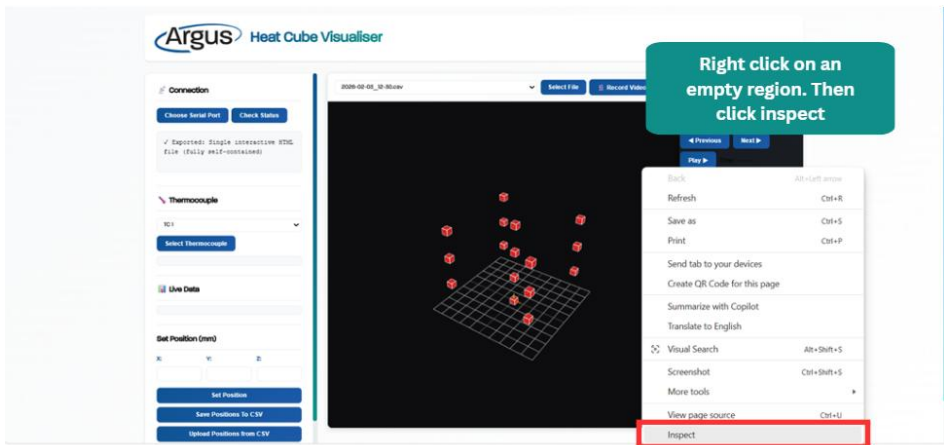 Argus Heat Cube Visualiser
Right click on an
empty region. Then
click inspect
Connection
Choose Serial Port
Check Status
✓ Exported: Single interactive HTML
file (fully self-contained)
Thermocouple
TC1
Select Thermocouple
Live Data
Set Position (mm)
X: Y: Z:
Set Position
Save Positions To CSV
Upload Positions from CSV
2026-02-03_12-30.csv
Select File
Record Video
◀ Previous
Next ▶
Play ▶
Back Alt+Left arrow
Refresh Ctrl+R
Save as Ctrl+S
Print Ctrl+P
Send tab to your devices
Create QR Code for this page
Summarize with Copilot
Translate to English
Visual Search Alt+Shift+S
Screenshot Ctrl+Shift+S
More tools
View page source Ctrl+U
Inspect